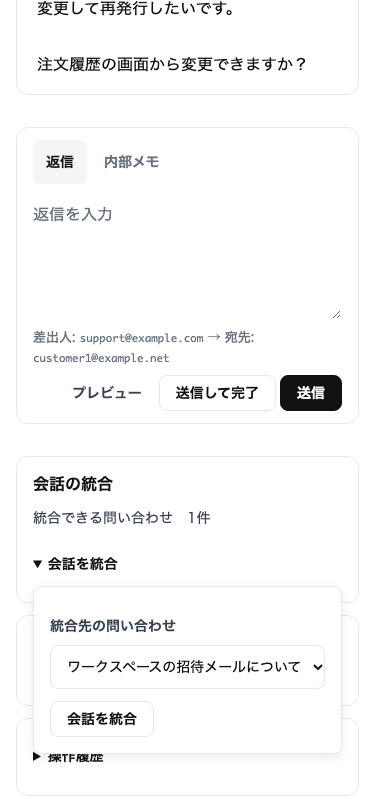 変更して再発行したいです。
注文履歴の画面から変更できますか？
返信 内部メモ
返信を入力
差出人: support@example.com → 宛先:
customer1@example.net
プレビュー 送信して完了 送信
会話の統合
統合できる問い合わせ 1件
▼ 会話を統合
統合先の問い合わせ
ワークスペースの招待メールについて
会話を統合
▶ 操作履歴